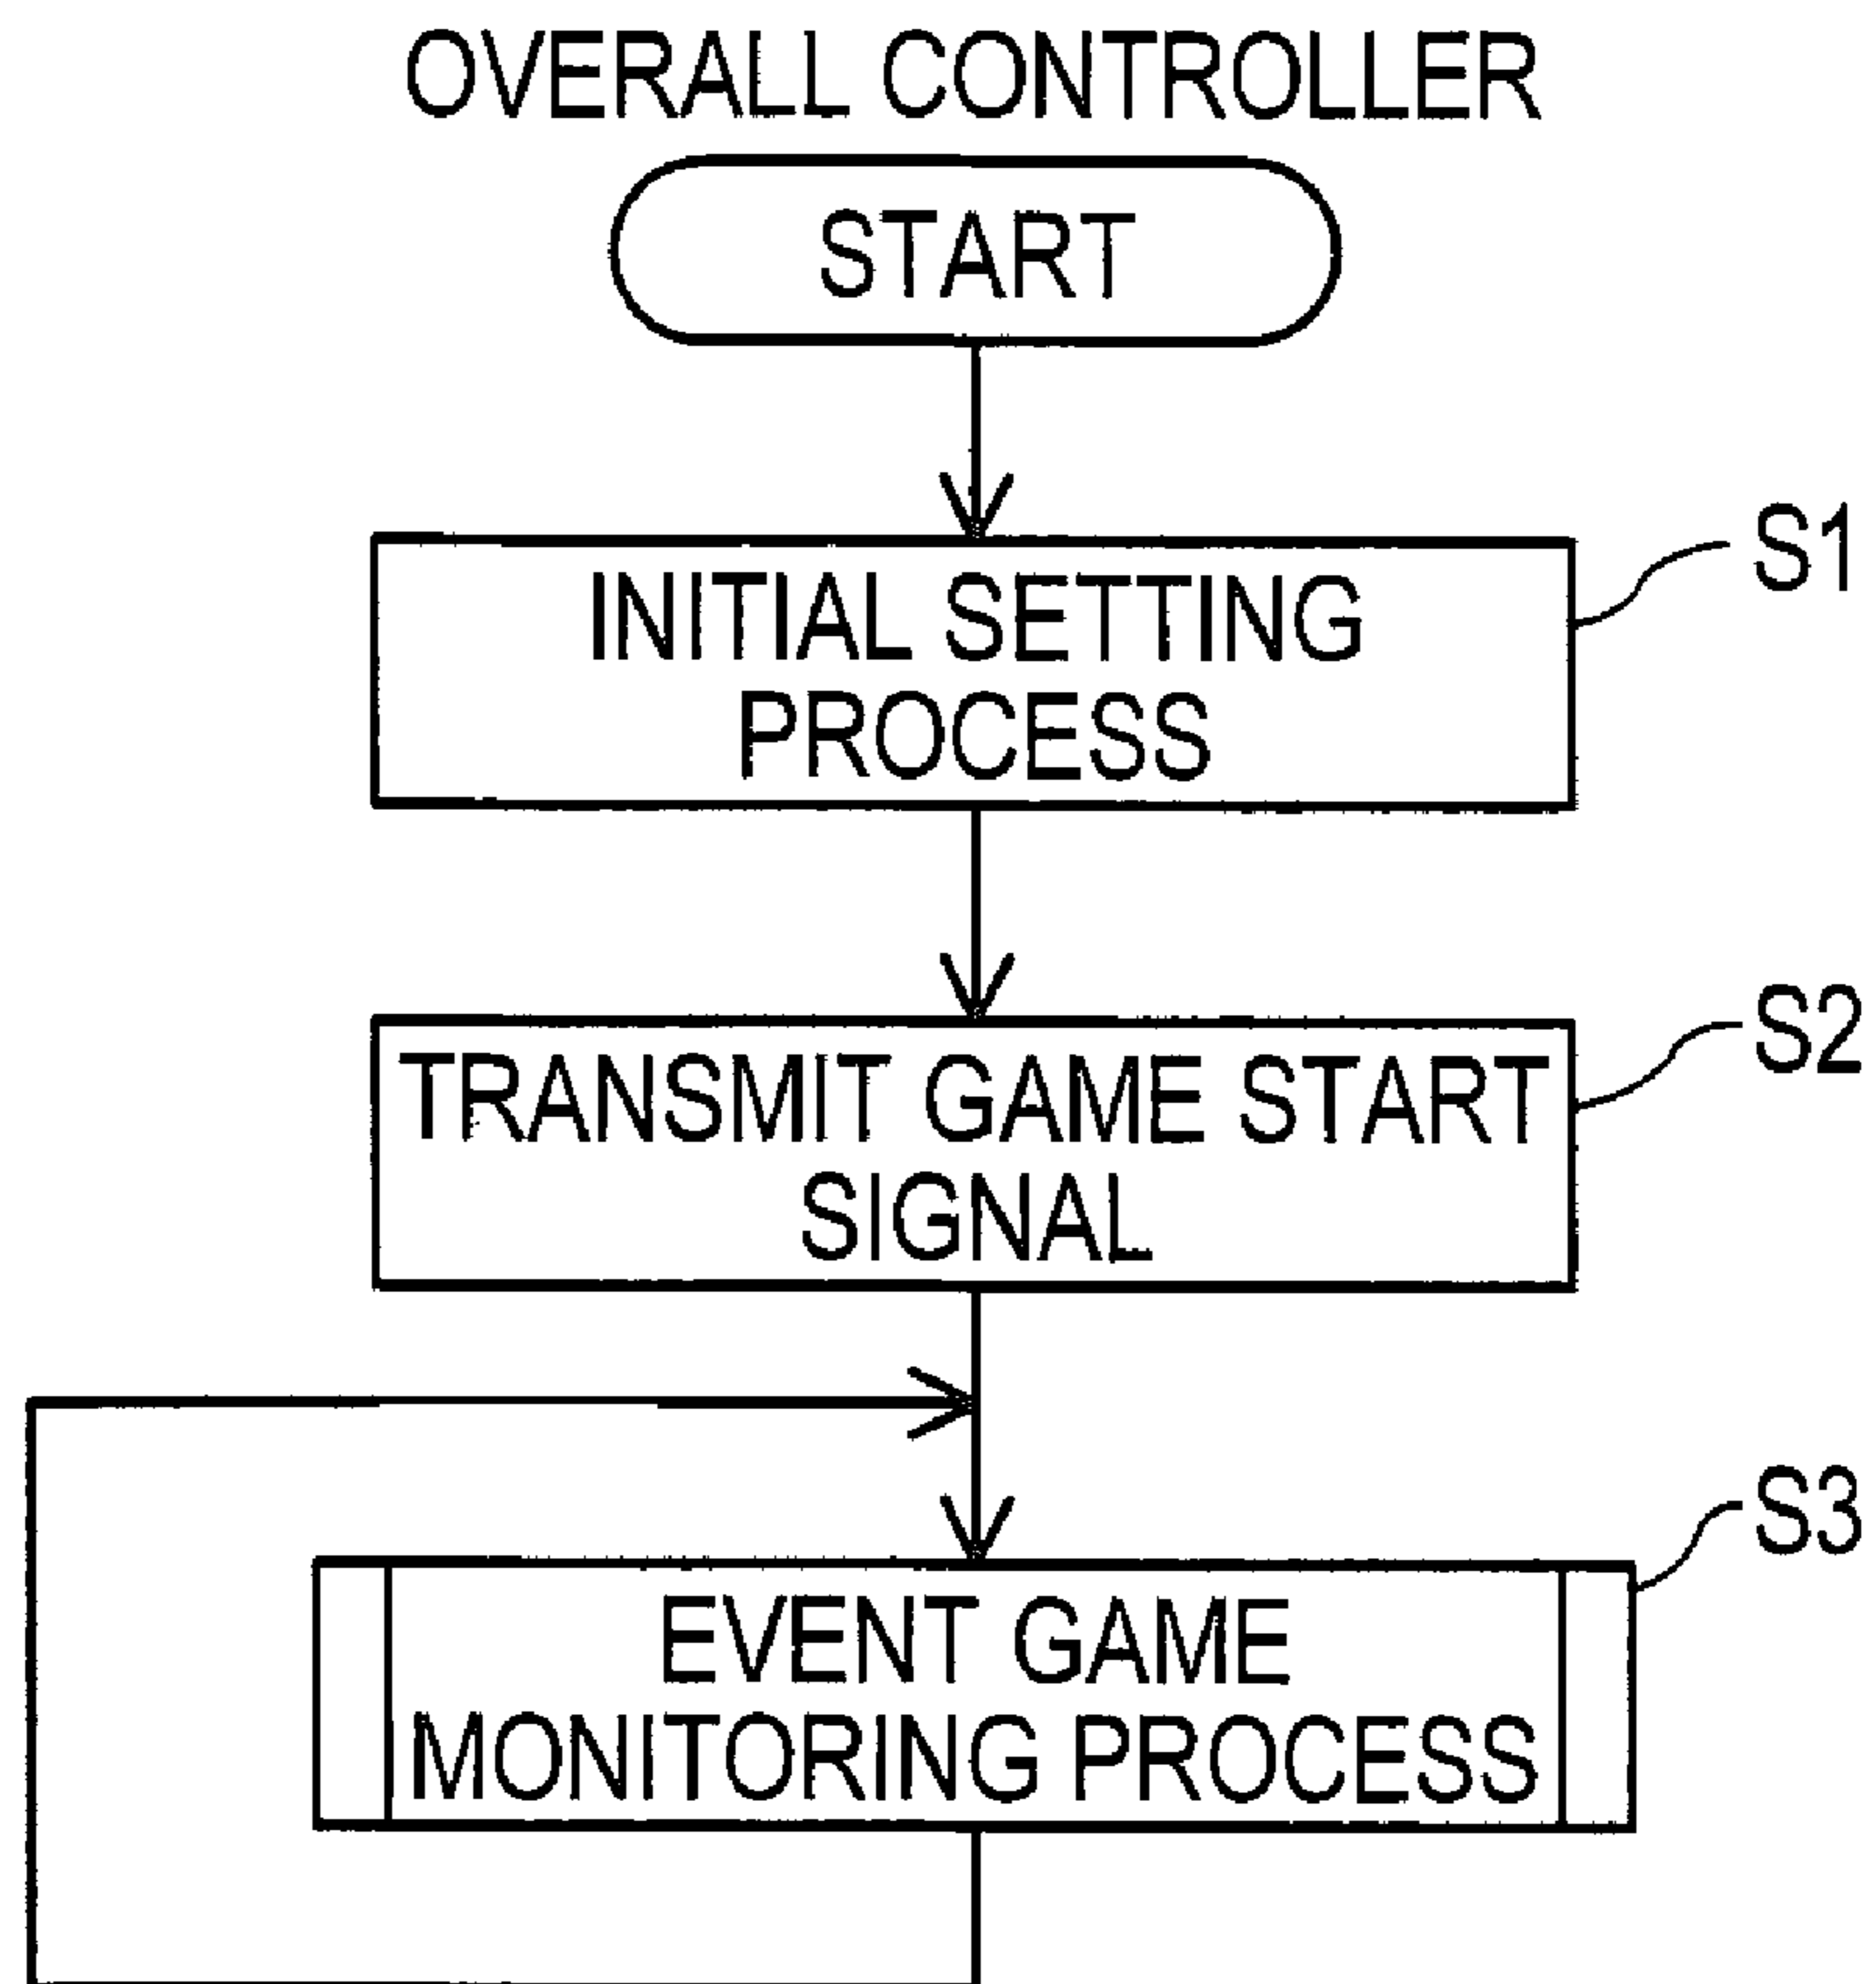 OVERALL CONTROLLER
START
S1
INITIAL SETTING
PROCESS
S2
TRANSMIT GAME START
SIGNAL
S3
EVENT GAME
MONITORING PROCESS